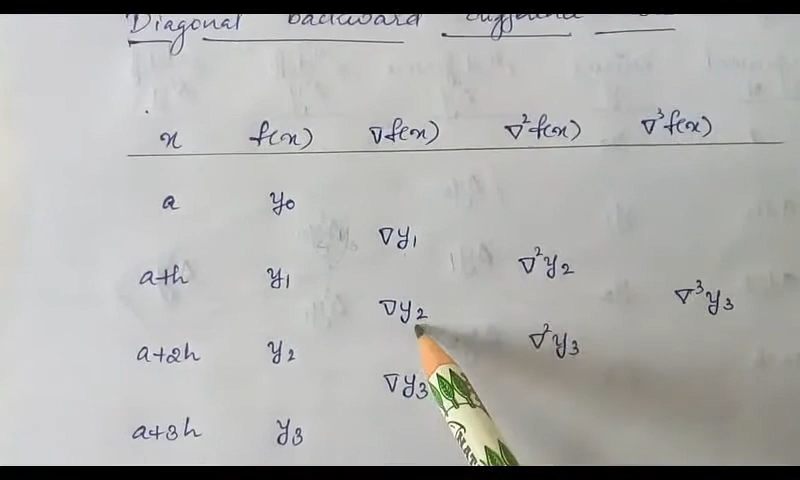 Diagonal backward
x f(x) ∇f(x) ∇²f(x) ∇³f(x)
a y₀
∇y₁
a+h y₁ ∇²y₂
∇y₂ ∇³y₃
a+2h y₂ ∇²y₃
∇y₃
a+3h y₃